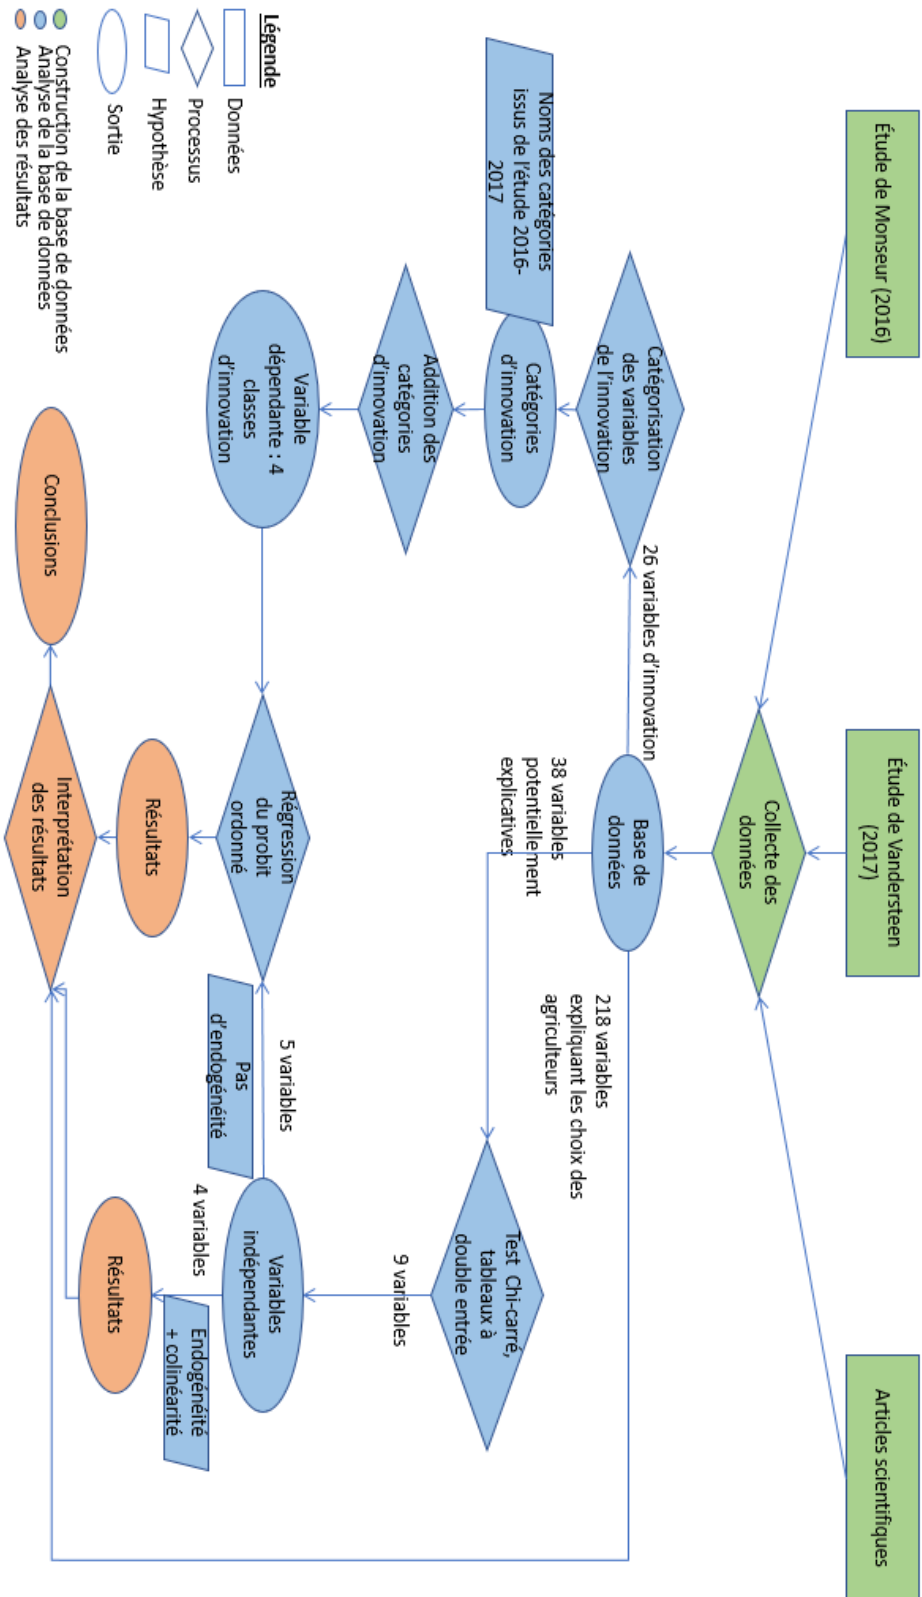 Étude de Monseur (2016)
Étude de Vandersteen
(2017)
Articles scientifiques
Collecte des
données
Base de
données
26 variables d’innovation
38 variables
potentiellement
explicatives
218 variables
expliquant les choix des
agriculteurs
Catégorisation
des variables
de l’innovation
Noms des catégories
issus de l’étude 2016-
2017
Catégories
d’innovation
Addition des
catégories
d’innovation
Variable
dépendante : 4
classes
d’innovation
Test Chi-carré,
tableaux à
double entrée
9 variables
Variables
indépendantes
5 variables
Pas
d’endogénéité
4 variables
Endogénéité
+ colinéarité
Régression
du probit
ordonné
Résultats
Résultats
Interprétation
des résultats
Conclusions
Légende
Données
Processus
Hypothèse
Sortie
Construction de la base de données
Analyse de la base de données
Analyse des résultats